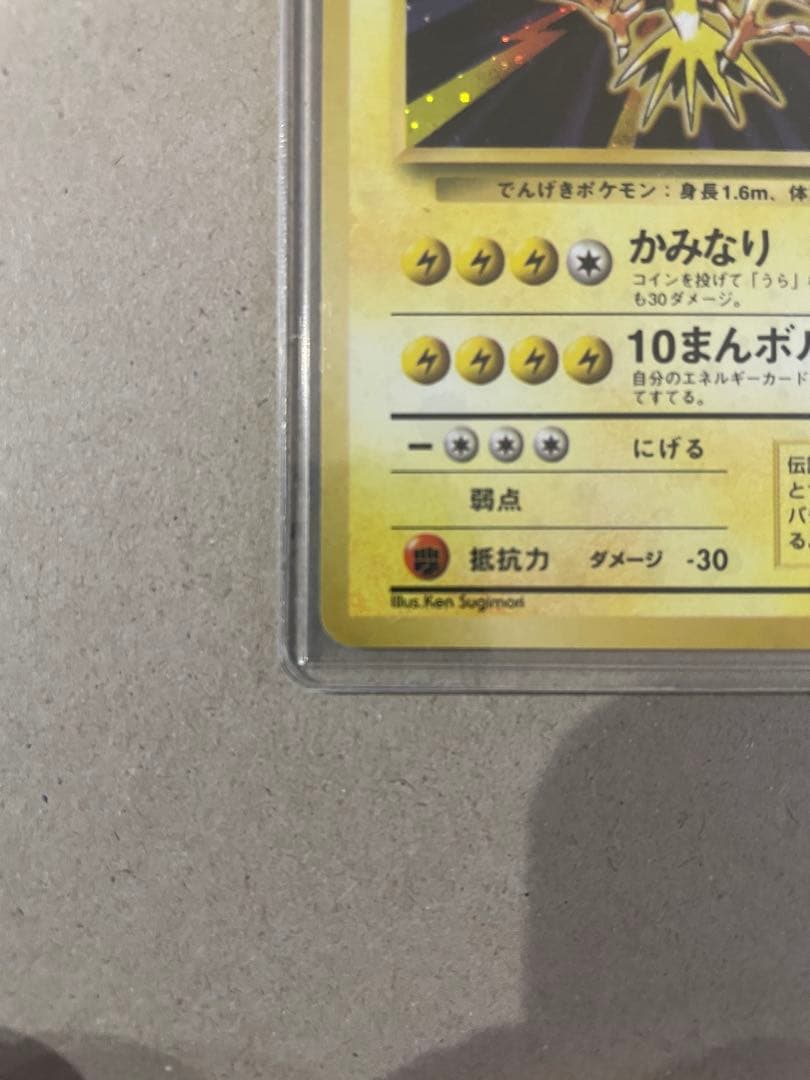 でんげきポケモン：身長1.6m、体
かみなり
コインを投げて「うら」
も30ダメージ。
10まんボル
自分のエネルギーカード
てすてる。
にげる
弱点
抵抗力 ダメージ -30
Illus. Ken Sugimori
伝
と
バ
る